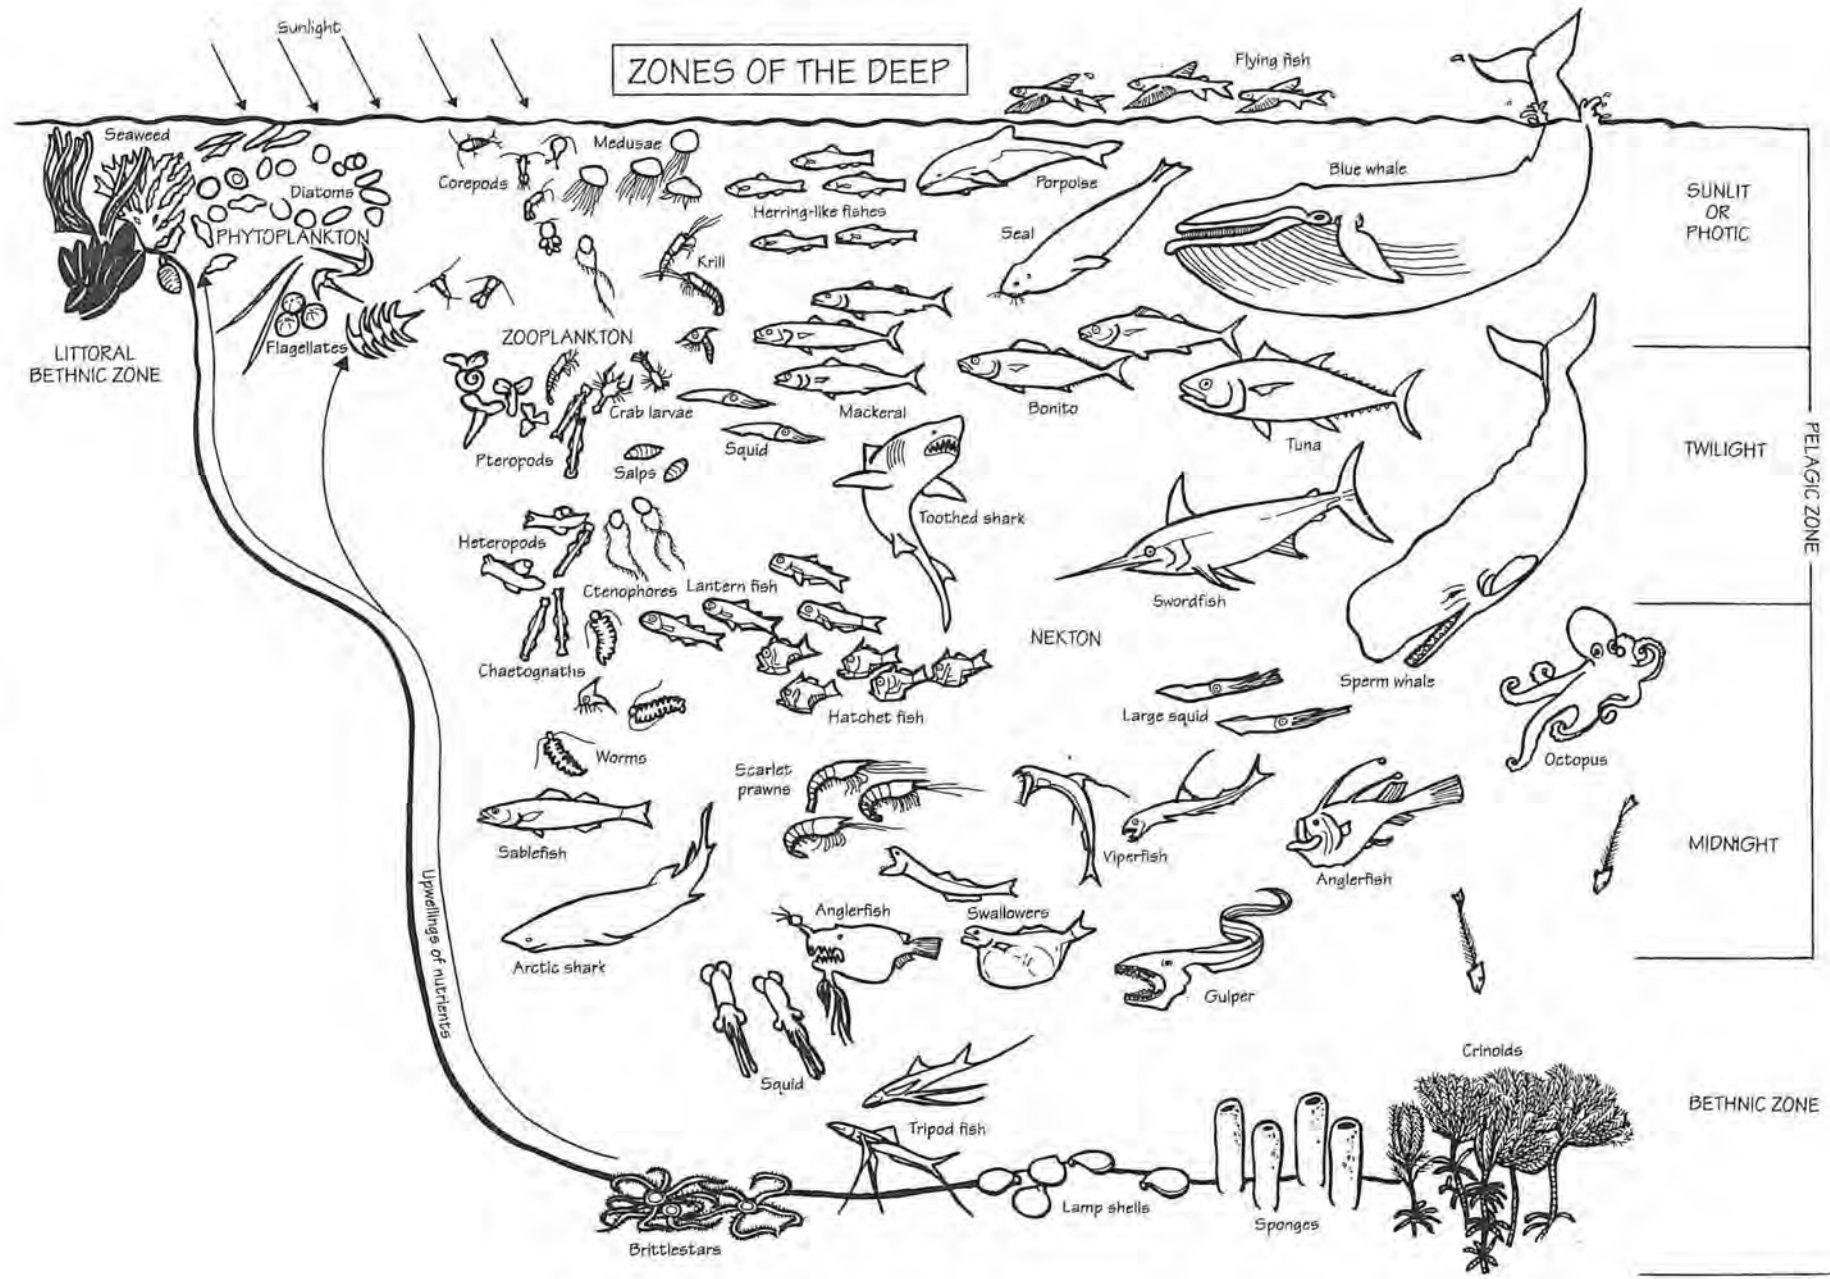 Sunlight
ZONES OF THE DEEP
Flying fish
Seaweed
Medusae
Corepods
Diatoms
Porpoise
Blue whale
Herring-like fishes
SUNLIT
OR
PHOTIC
PHYTOPLANKTON
Seal
Krill
ZOOPLANKTON
Flagellates
LITTORAL
BETHNIC ZONE
Crab larvae
Mackeral
Bonito
Tuna
Squid
Pteropods
Salps
TWILIGHT
PELAGIC ZONE
Toothed shark
Heteropods
Ctenophores
Lantern fish
Swordfish
NEKTON
Chaetognaths
Sperm whale
Hatchet fish
Large squid
Worms
Octopus
Scarlet
prawns
Sablefish
Viperfish
MIDNIGHT
Anglerfish
Anglerfish
Swallowers
Upwellings of nutrients
Arctic shark
Gulper
Crinoids
Squid
BETHNIC ZONE
Tripod fish
Lamp shells
Sponges
Brittlestars